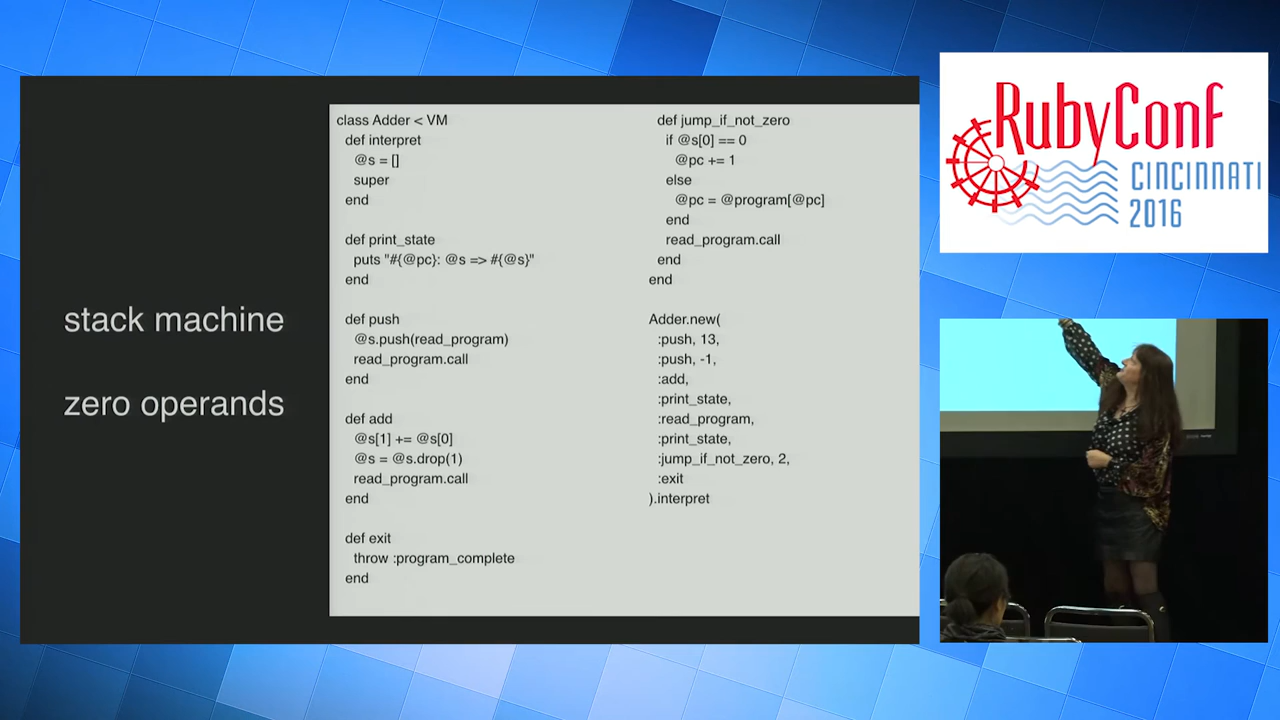 stack machine
zero operands
class Adder < VM
def interpret
@s = []
super
end
def print_state
puts "#{@pc}: @s => #{@s}"
end
def push
@s.push(read_program)
read_program.call
end
def add
@s[1] += @s[0]
@s = @s.drop(1)
read_program.call
end
def exit
throw :program_complete
end
def jump_if_not_zero
if @s[0] == 0
@pc += 1
else
@pc = @program[@pc]
end
read_program.call
end
end
Adder.new(
:push, 13,
:push, -1,
:add,
:print_state,
:read_program,
:print_state,
:jump_if_not_zero, 2,
:exit
).interpret
RubyConf
CINCINNATI
2016